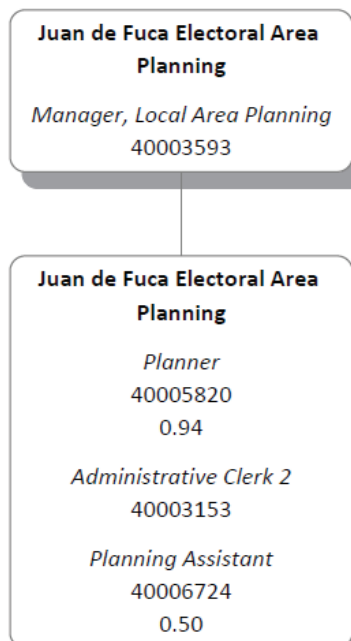 Juan de Fuca Electoral Area
Planning
Manager, Local Area Planning
40003593
Juan de Fuca Electoral Area
Planning
Planner
40005820
0.94
Administrative Clerk 2
40003153
Planning Assistant
40006724
0.50